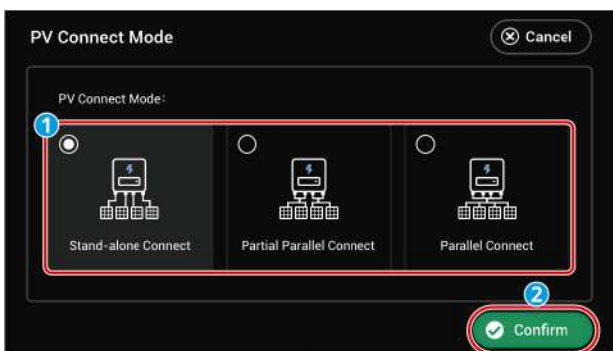 PV Connect Mode
Cancel
PV Connect Mode:
1
Stand-alone Connect
Partial Parallel Connect
Parallel Connect
2
Confirm